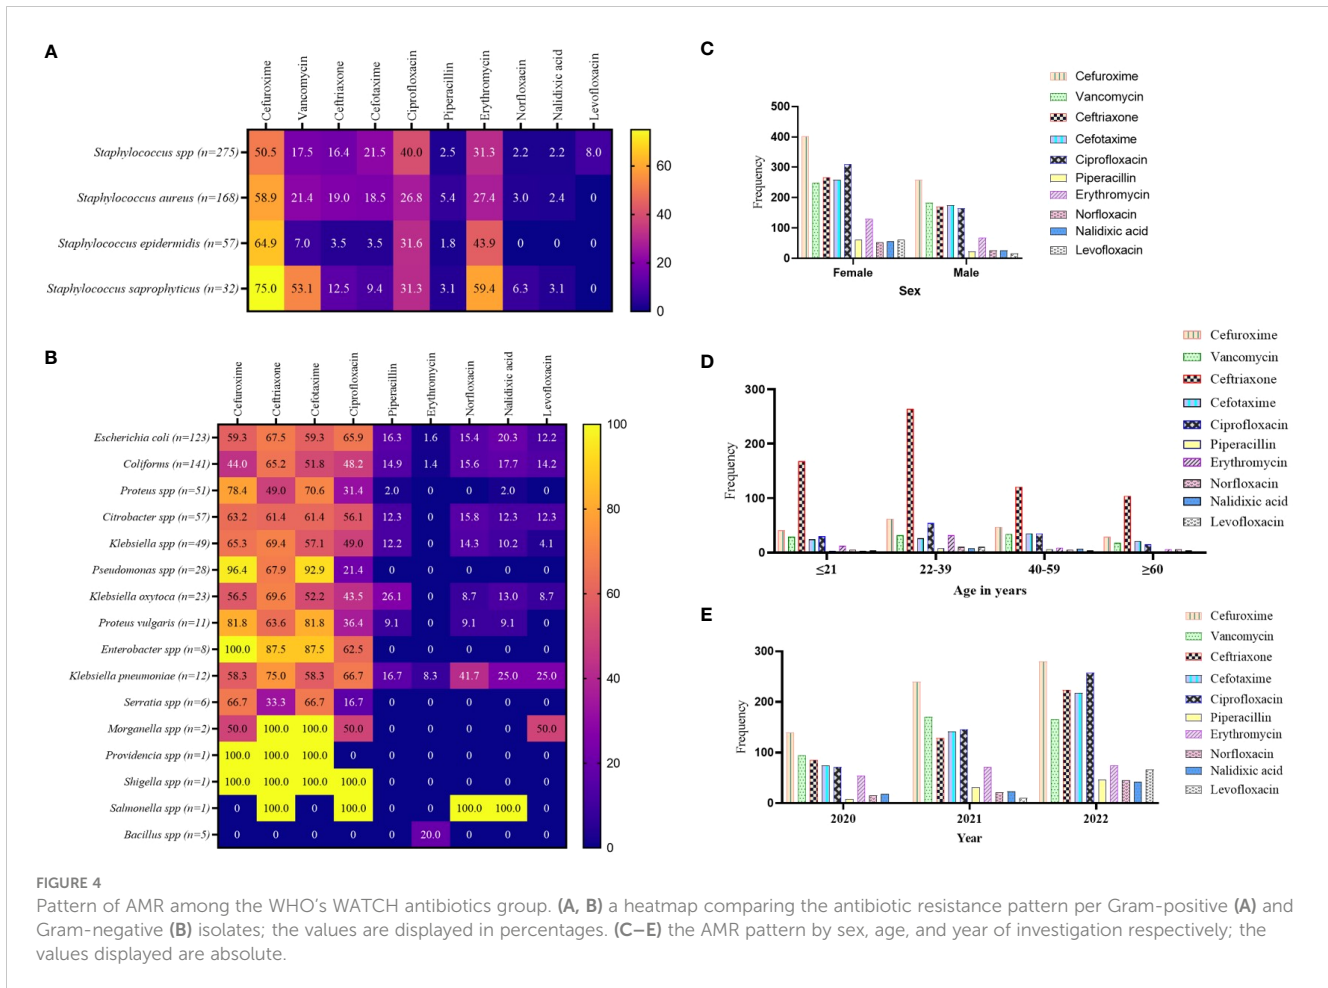 A
Cefuroxime
Vancomycin
Ceftriaxone
Cefotaxime
Ciprofloxacin
Piperacillin
Erythromycin
Norfloxacin
Nalidixic acid
Levofloxacin
Staphylococcus spp (n=275) 50.5 17.5 16.4 21.5 40.0 2.5 31.3 2.2 2.2 8.0
Staphylococcus aureus (n=168) 58.9 21.4 19.0 18.5 26.8 5.4 27.4 3.0 2.4 0
Staphylococcus epidermidis (n=57) 64.9 7.0 3.5 3.5 31.6 1.8 43.9 0 0 0
Staphylococcus saprophyticus (n=32) 75.0 53.1 12.5 9.4 31.3 3.1 59.4 6.3 3.1 0
60
40
20
0
B
Cefuroxime
Ceftriaxone
Cefotaxime
Ciprofloxacin
Piperacillin
Erythromycin
Norfloxacin
Nalidixic acid
Levofloxacin
Escherichia coli (n=123) 59.3 67.5 59.3 65.9 16.3 1.6 15.4 20.3 12.2
Coliforms (n=141) 44.0 65.2 51.8 48.2 14.9 1.4 15.6 17.7 14.2
Proteus spp (n=51) 78.4 49.0 70.6 31.4 2.0 0 0 2.0 0
Citrobacter spp (n=57) 63.2 61.4 61.4 56.1 12.3 0 15.8 12.3 12.3
Klebsiella spp (n=49) 65.3 69.4 57.1 49.0 12.2 0 14.3 10.2 4.1
Pseudomonas spp (n=28) 96.4 67.9 92.9 21.4 0 0 0 0 0
Klebsiella oxytoca (n=23) 56.5 69.6 52.2 43.5 26.1 0 8.7 13.0 8.7
Proteus vulgaris (n=11) 81.8 63.6 81.8 36.4 9.1 0 9.1 9.1 0
Enterobacter spp (n=8) 100.0 87.5 87.5 62.5 0 0 0 0 0
Klebsiella pneumoniae (n=12) 58.3 75.0 58.3 66.7 16.7 8.3 41.7 25.0 25.0
Serratia spp (n=6) 66.7 33.3 66.7 16.7 0 0 0 0 0
Morganella spp (n=2) 50.0 100.0 100.0 50.0 0 0 0 0 50.0
Providencia spp (n=1) 100.0 100.0 100.0 0 0 0 0 0 0
Shigella spp (n=1) 100.0 100.0 100.0 100.0 0 0 0 0 0
Salmonella spp (n=1) 0 100.0 0 100.0 0 0 100.0 100.0 0
Bacillus spp (n=5) 0 0 0 0 0 20.0 0 0 0
100
80
60
40
20
0
C
Frequency
500
400
300
200
100
0
Female Male
Sex
Cefuroxime
Vancomycin
Ceftriaxone
Cefotaxime
Ciprofloxacin
Piperacillin
Erythromycin
Norfloxacin
Nalidixic acid
Levofloxacin
D
Frequency
300
200
100
0
≤21 22-39 40-59 ≥60
Age in years
Cefuroxime
Vancomycin
Ceftriaxone
Cefotaxime
Ciprofloxacin
Piperacillin
Erythromycin
Norfloxacin
Nalidixic acid
Levofloxacin
E
Frequency
300
200
100
0
2020 2021 2022
Year
Cefuroxime
Vancomycin
Ceftriaxone
Cefotaxime
Ciprofloxacin
Piperacillin
Erythromycin
Norfloxacin
Nalidixic acid
Levofloxacin
FIGURE 4
Pattern of AMR among the WHO's WATCH antibiotics group. (A, B) a heatmap comparing the antibiotic resistance pattern per Gram-positive (A) and
Gram-negative (B) isolates; the values are displayed in percentages. (C–E) the AMR pattern by sex, age, and year of investigation respectively; the
values displayed are absolute.